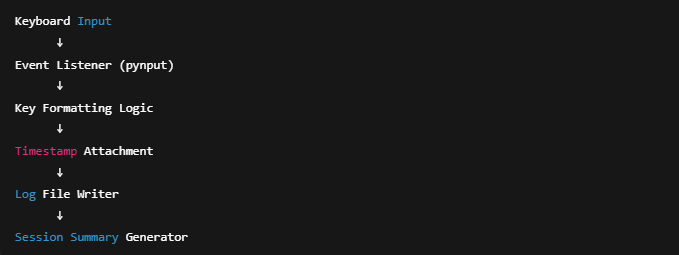 Keyboard Input
↓
Event Listener (pynput)
↓
Key Formatting Logic
↓
Timestamp Attachment
↓
Log File Writer
↓
Session Summary Generator